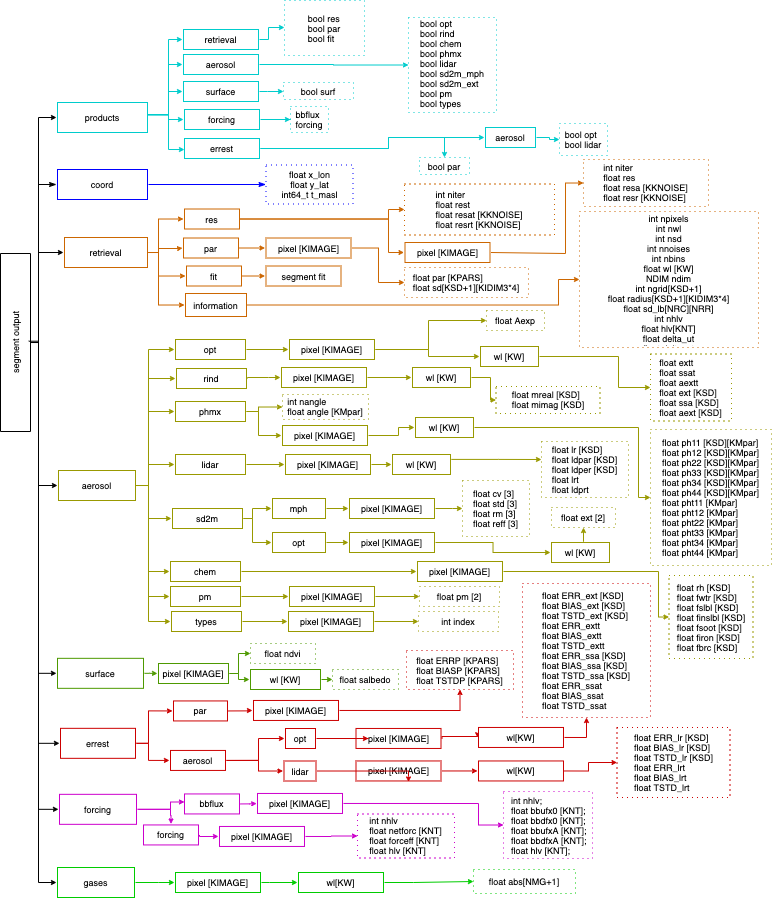 segment output
products
retrieval
bool res
bool par
bool fit
aerosol
bool opt
bool rind
bool chem
bool phmx
bool lidar
bool sd2m_mph
bool sd2m_ext
bool pm
bool types
surface
bool surf
forcing
bbflux
forcing
errest
bool par
aerosol
bool opt
bool lidar
coord
float x_lon
float y_lat
int64_t t_masl
retrieval
res
int niter
float rest
float resat [KKNOISE]
float resrt [KKNOISE]
pixel [KIMAGE]
int niter
float res
float resa [KKNOISE]
float resr [KKNOISE]
par
pixel [KIMAGE]
float par [KPARS]
float sd[KSD+1][KIDIM3*4]
fit
segment fit
information
int npixels
int nwl
int nsd
int nnoises
int nbins
float wl [KW]
NDIM ndim
int ngrid[KSD+1]
float radius[KSD+1][KIDIM3*4]
float sd_lb[NRC][NRR]
int nhlv
float hlv[KNT]
float delta_ut
aerosol
opt
pixel [KIMAGE]
float Aexp
wl [KW]
float extt
float ssat
float aextt
float ext [KSD]
float ssa [KSD]
float aext [KSD]
rind
pixel [KIMAGE]
wl [KW]
float mreal [KSD]
float mimag [KSD]
phmx
int nangle
float angle [KMpar]
pixel [KIMAGE]
wl [KW]
float ph11 [KSD][KMpar]
float ph12 [KSD][KMpar]
float ph22 [KSD][KMpar]
float ph33 [KSD][KMpar]
float ph34 [KSD][KMpar]
float ph44 [KSD][KMpar]
float pht11 [KMpar]
float pht12 [KMpar]
float pht22 [KMpar]
float pht33 [KMpar]
float pht34 [KMpar]
float pht44 [KMpar]
lidar
pixel [KIMAGE]
wl [KW]
float lr [KSD]
float ldpar [KSD]
float ldper [KSD]
float lrt
float ldprt
sd2m
mph
pixel [KIMAGE]
float cv [3]
float std [3]
float rm [3]
float reff [3]
opt
pixel [KIMAGE]
wl [KW]
float ext [2]
chem
pixel [KIMAGE]
float rh [KSD]
float fwtr [KSD]
float fslbl [KSD]
float finslbl [KSD]
float fsoot [KSD]
float firon [KSD]
float fbrc [KSD]
pm
pixel [KIMAGE]
float pm [2]
types
pixel [KIMAGE]
int index
surface
pixel [KIMAGE]
float ndvi
wl [KW]
float salbedo
errest
par
pixel [KIMAGE]
float ERRP [KPARS]
float BIASP [KPARS]
float TSTDP [KPARS]
aerosol
opt
pixel [KIMAGE]
wl[KW]
float ERR_ext [KSD]
float BIAS_ext [KSD]
float TSTD_ext [KSD]
float ERR_extt
float BIAS_extt
float TSTD_extt
float ERR_ssa [KSD]
float BIAS_ssa [KSD]
float TSTD_ssa [KSD]
float ERR_ssat
float BIAS_ssat
float TSTD_ssat
lidar
pixel [KIMAGE]
wl[KW]
float ERR_lr [KSD]
float BIAS_lr [KSD]
float TSTD_lr [KSD]
float ERR_lrt
float BIAS_lrt
float TSTD_lrt
forcing
bbflux
pixel [KIMAGE]
int nhlv;
float bbufx0 [KNT];
float bbdfx0 [KNT];
float bbufxA [KNT];
float bbdfxA [KNT];
float hlv [KNT];
forcing
pixel [KIMAGE]
int nhlv
float netforc [KNT]
float forceff [KNT]
float hlv [KNT]
gases
pixel [KIMAGE]
wl[KW]
float abs[NMG+1]